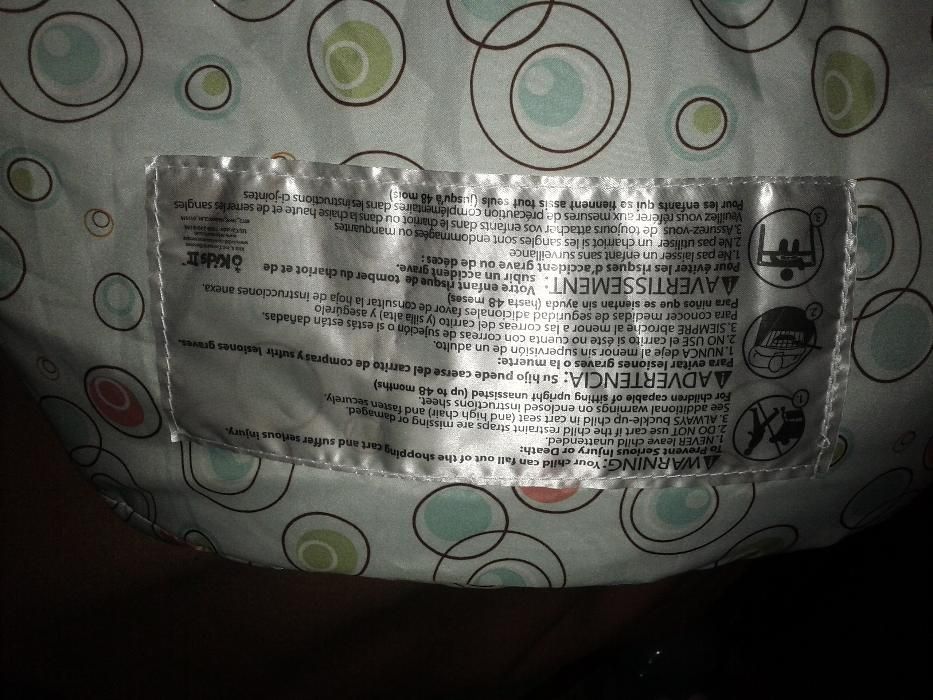 WARNING: Your child can fall out of the shopping cart and suffer serious injury.
To Prevent Serious Injury or Death:
1. NEVER leave child unattended.
2. DO NOT use cart if the child restraint straps are missing or damaged.
3. ALWAYS buckle-up child in cart seat (and high chair) and fasten securely.
See additional warnings on enclosed instructions sheet.
For children capable of sitting upright unassisted (up to 48 months)
ADVERTENCIA: Su hijo puede caerse del carrito de compras y sufrir lesiones graves.
Para evitar lesiones graves o la muerte:
1. NUNCA deje al menor sin supervisión de un adulto.
2. NO USE el carrito si éste no cuenta con correas de sujeción o si éstas están dañadas.
3. SIEMPRE abroche a el menor a las correas del carrito (y silla alta) y asegúrelo
Para conocer medidas de seguridad adicionales favor de consultar la hoja de instrucciones anexa.
Para niños que se sientan sin ayuda (hasta 48 meses)
AVERTISSEMENT: Votre enfant risque de tomber du chariot et de subir un accident grave.
Pour éviter les risques d'accident grave ou de décès:
1. Ne pas laisser un enfant sans surveillance
2. Ne pas utiliser un chariot si les sangles sont endommagées ou manquantes
3. Assurez-vous de toujours attacher vos enfants dans le chariot ou dans la chaise haute et de serrer les sangles
Veuillez vous référer aux mesures de précaution complémentaires dans les instructions ci-jointes
Pour les enfants qui se tiennent assis tout seuls (jusqu'à 48 mois)
1.
2.
3.
Kids II™